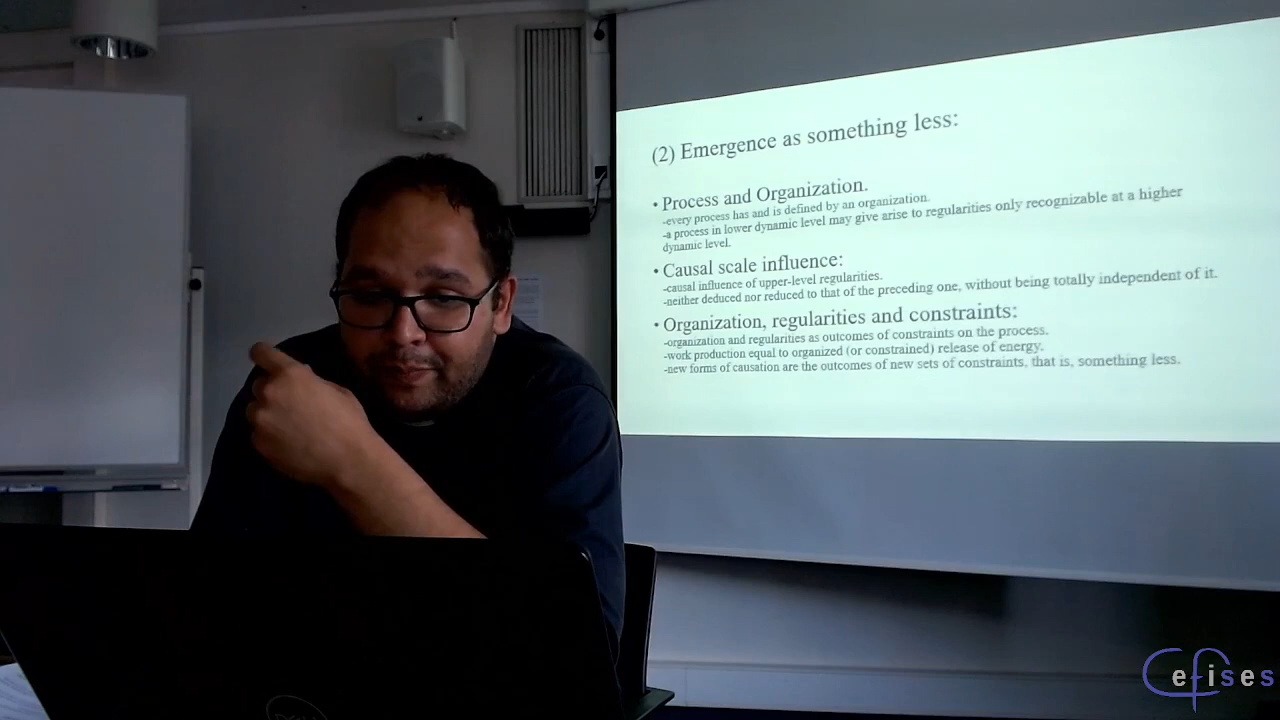 (2) Emergence as something less:
• Process and Organization.
-every process has and is defined by an organization.
-a process in lower dynamic level may give arise to regularities only recognizable at a higher
dynamic level.
• Causal scale influence:
-causal influence of upper-level regularities.
-neither deduced nor reduced to that of the preceding one, without being totally independent of it.
• Organization, regularities and constraints:
-organization and regularities as outcomes of constraints on the process.
-work production equal to organized (or constrained) release of energy.
-new forms of causation are the outcomes of new sets of constraints, that is, something less.
Cefises